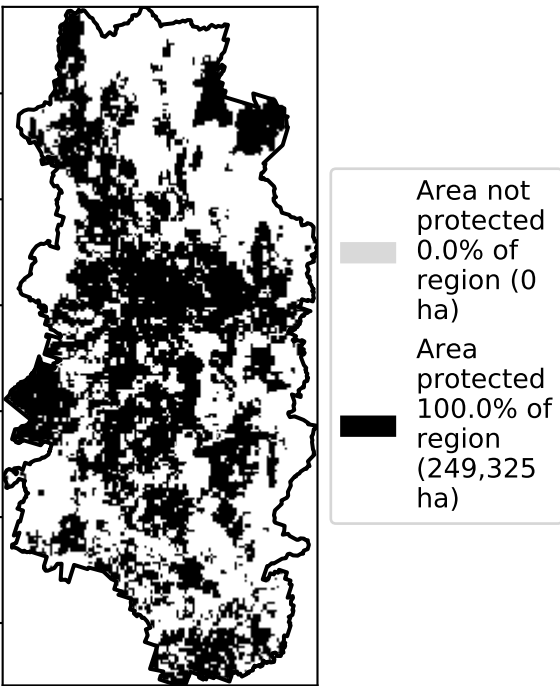 Area not
protected
0.0% of
region (0
ha)
Area
protected
100.0% of
region
(249,325
ha)